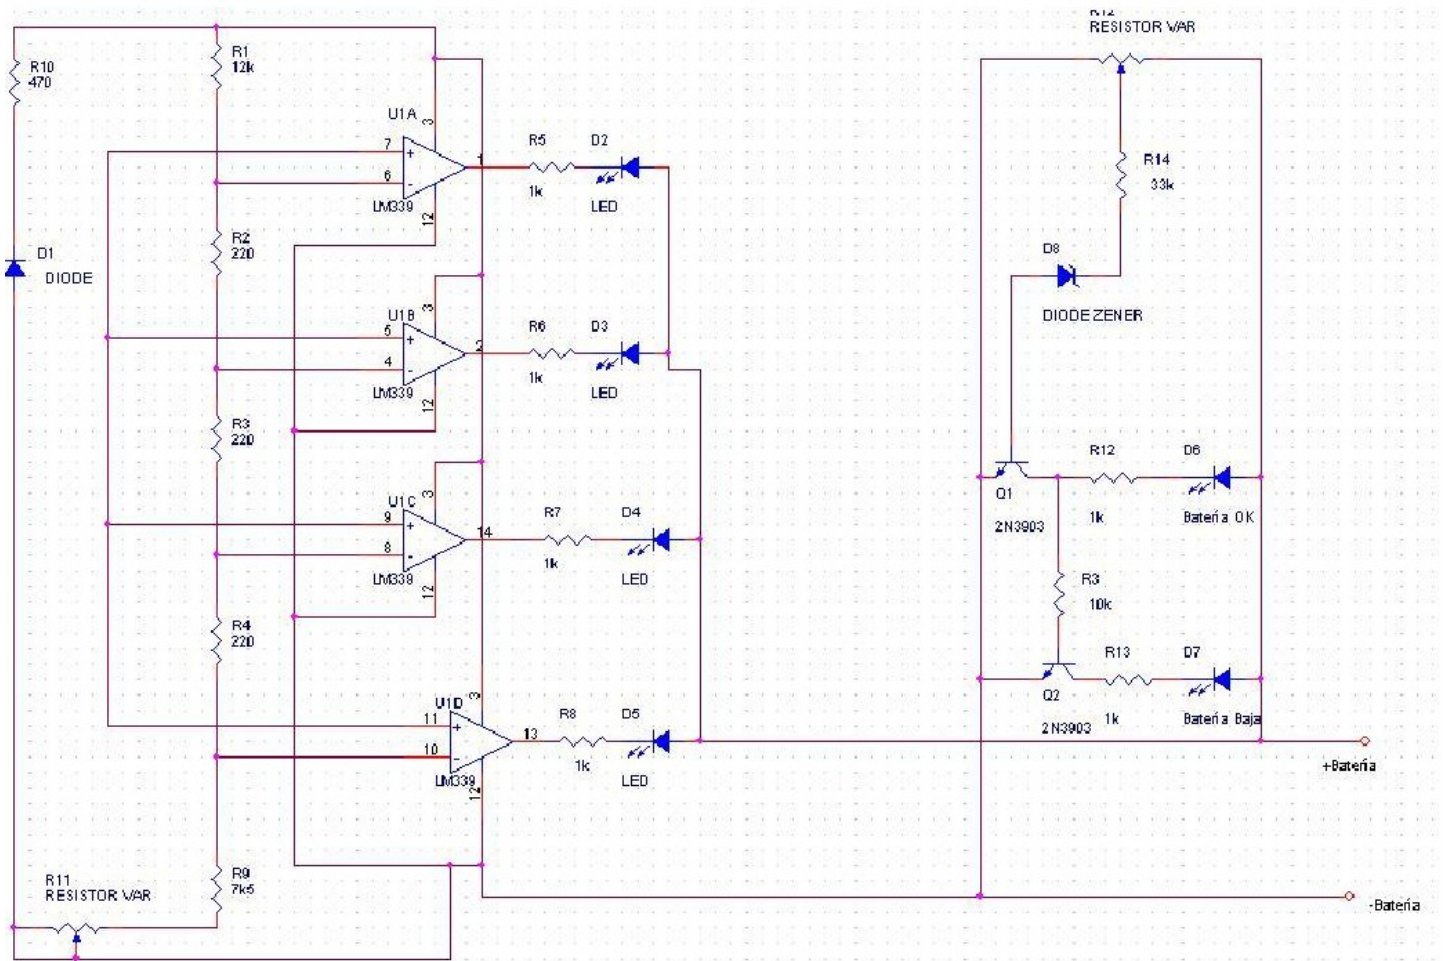 R12
RESISTOR VAR
R10
470
R1
12k
U1A
3
7
+
6
-
1
LM339
12
R5
1k
D2
LED
R14
33k
D1
DIODE
R2
220
D8
DIODE ZENER
U1B
3
5
+
4
-
2
LM339
12
R6
1k
D3
LED
R3
220
U1C
3
9
+
8
-
14
LM339
12
R7
1k
D4
LED
Q1
2N3903
R12
1k
D6
Batería OK
R3
10k
R4
220
U1D
3
11
+
10
-
13
LM339
12
R8
1k
D5
LED
Q2
2N3903
R13
1k
D7
Batería Baja
+Batería
R11
RESISTOR VAR
R9
7k5
-Batería